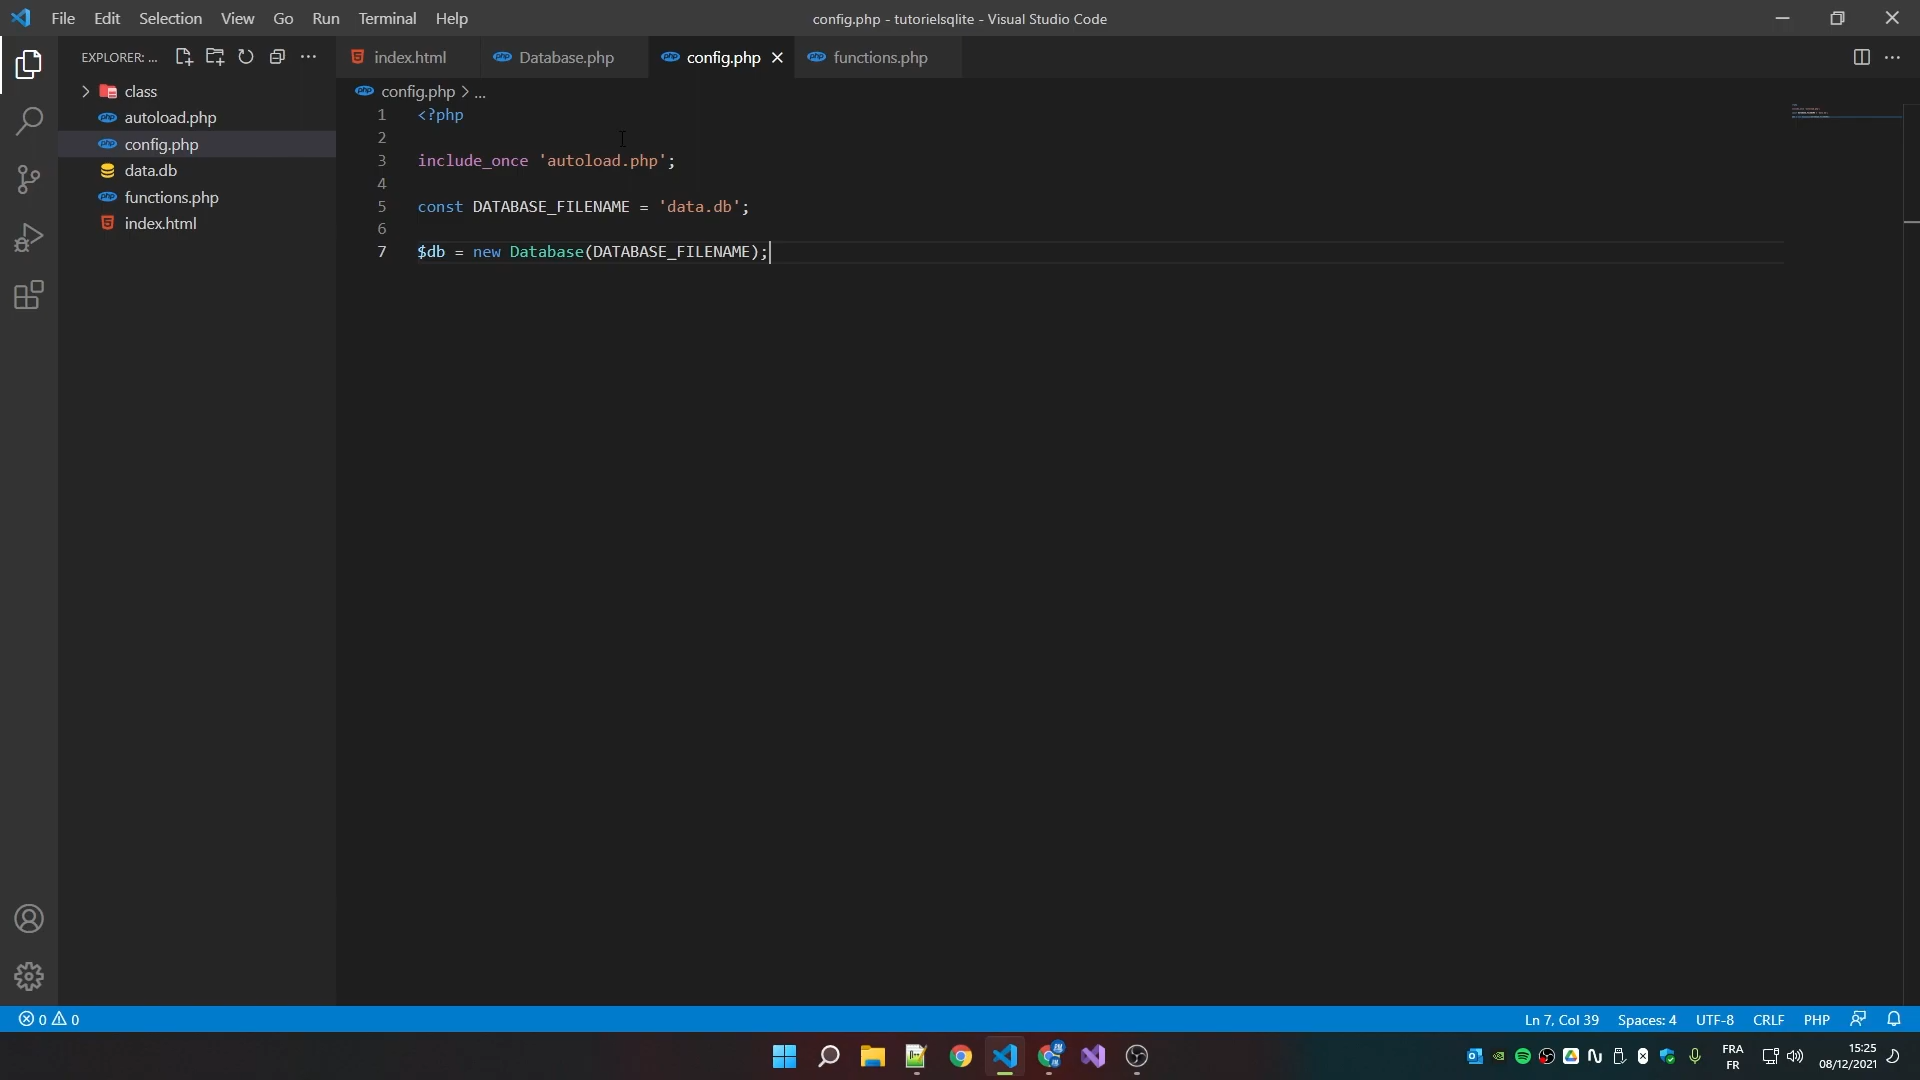 File Edit Selection View Go Run Terminal Help
config.php - tutorielsqlite - Visual Studio Code
EXPLORER: ...
index.html
Database.php
config.php
functions.php
class
autoload.php
config.php
data.db
functions.php
index.html
config.php > ...
1 <?php
2
3 include_once 'autoload.php';
4
5 const DATABASE_FILENAME = 'data.db';
6
7 $db = new Database(DATABASE_FILENAME);
0 0
Ln 7, Col 39 Spaces: 4 UTF-8 CRLF PHP
FRA
FR
15:25
08/12/2021